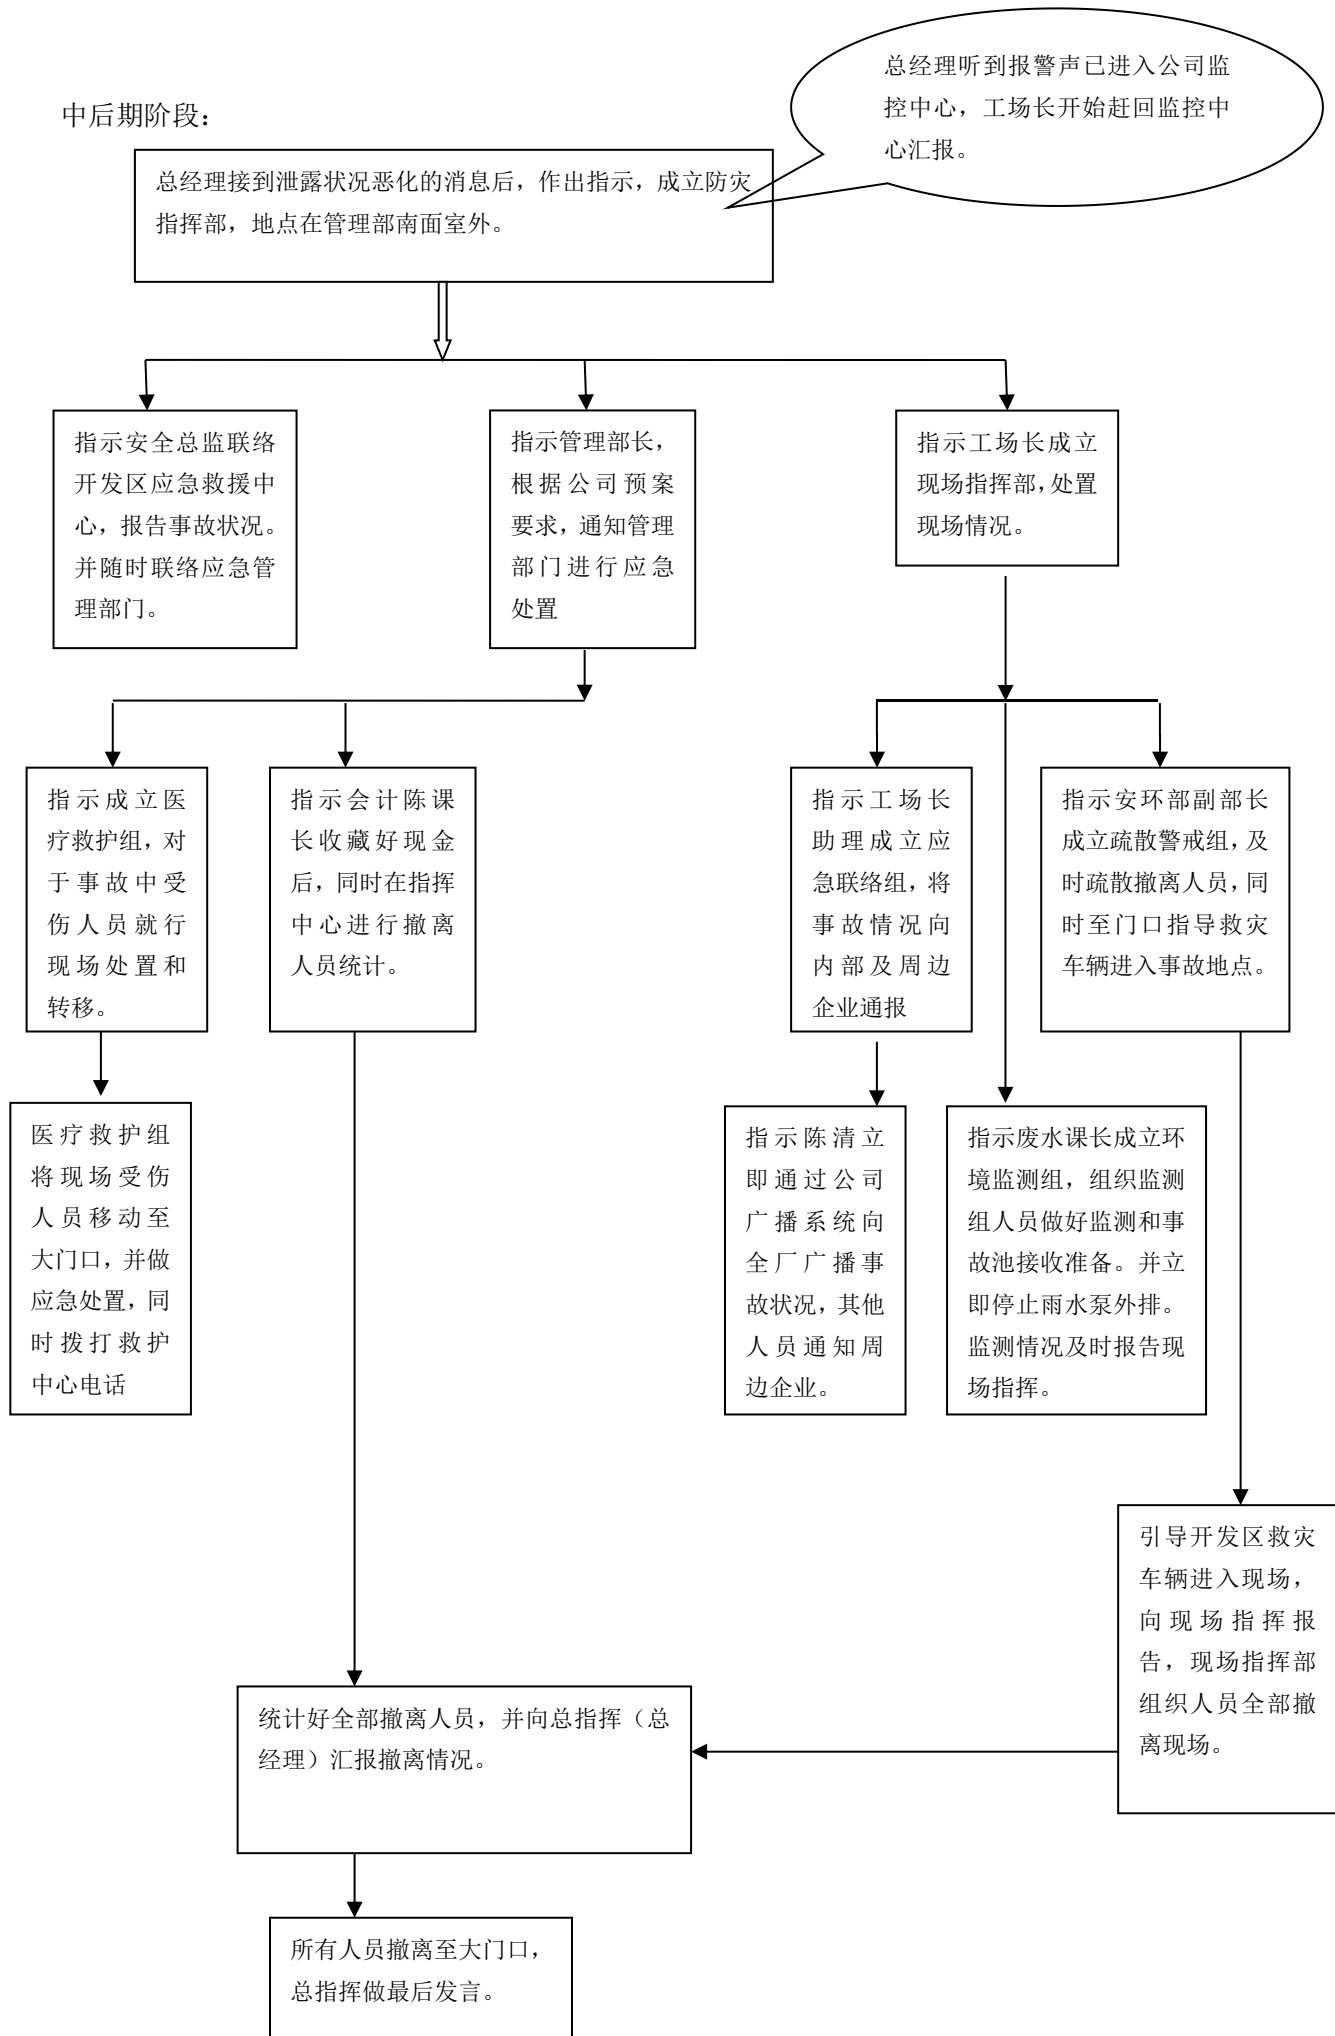 总经理听到报警声已进入公司监
控中心，工场长开始赶回监控中
心汇报。
中后期阶段：
总经理接到泄露状况恶化的消息后，作出指示，成立防灾
指挥部，地点在管理部南面室外。
指示安全总监联络
开发区应急救援中
心，报告事故状况。
并随时联络应急管
理部门。
指示管理部长，
根据公司预案
要求，通知管理
部门进行应急
处置
指示工场长成立
现场指挥部，处置
现场情况。
指示成立医
疗救护组，对
于事故中受
伤人员就行
现场处置和
转移。
指示会计陈课
长收藏好现金
后，同时在指挥
中心进行撤离
人员统计。
指示工场长
助理成立应
急联络组，将
事故情况向
内部及周边
企业通报
指示安环部副部长
成立疏散警戒组，及
时疏散撤离人员，同
时至门口指导救灾
车辆进入事故地点。
医疗救护组
将现场受伤
人员移动至
大门口，并做
应急处置，同
时拨打救护
中心电话
指示陈清立
即通过公司
广播系统向
全厂广播事
故状况，其他
人员通知周
边企业。
指示废水课长成立环
境监测组，组织监测
组人员做好监测和事
故池接收准备。并立
即停止雨水泵外排。
监测情况及时报告现
场指挥。
引导开发区救灾
车辆进入现场，
向现场指挥报
告，现场指挥部
组织人员全部撤
离现场。
统计好全部撤离人员，并向总指挥（总
经理）汇报撤离情况。
所有人员撤离至大门口，
总指挥做最后发言。